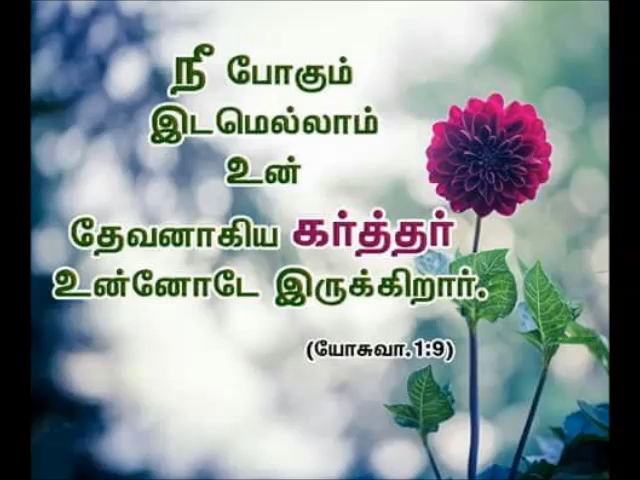 நீ போகும்
இடமெல்லாம்
உன்
தேவனாகிய கர்த்தர்
உன்னோடே இருக்கிறார்.
(யோசுவா.1:9)